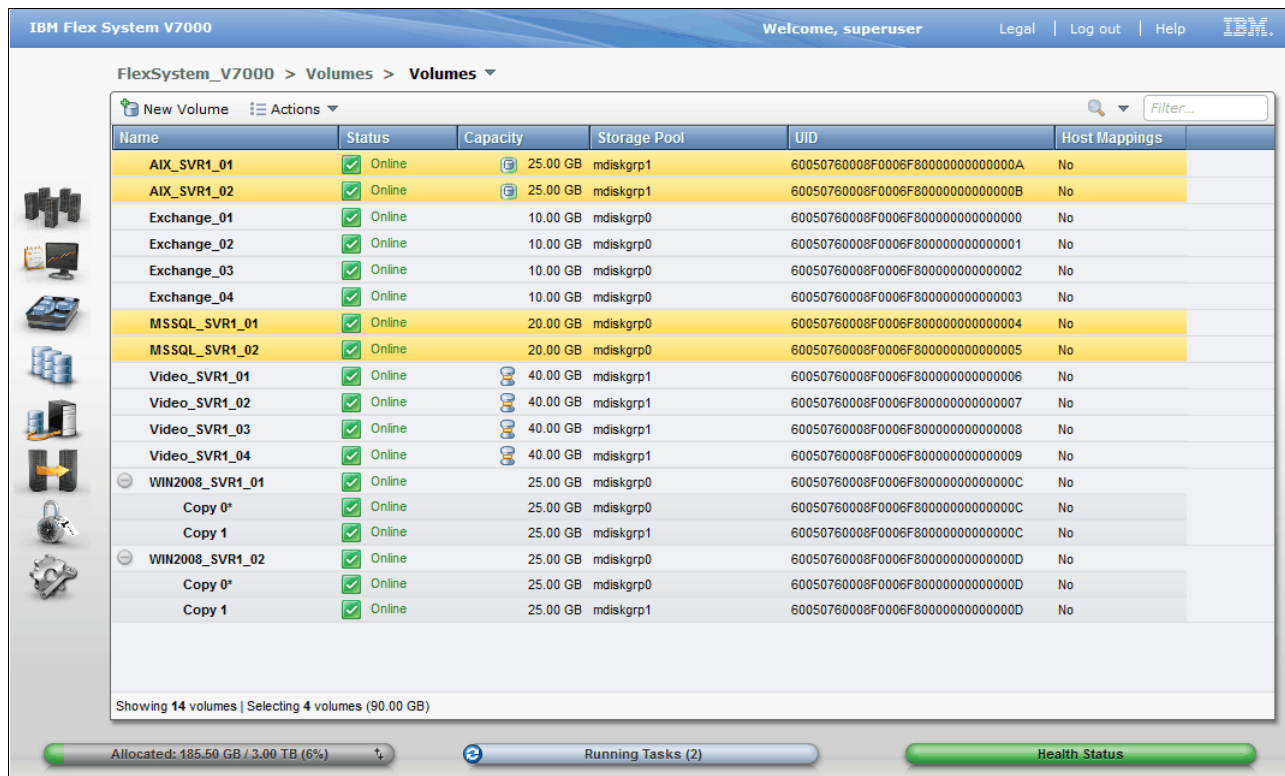 IBM Flex System V7000 Welcome, superuser Legal | Log out | Help IBM.
FlexSystem_V7000 > Volumes > Volumes
New Volume Actions Filter...
Name Status Capacity Storage Pool UID Host Mappings
AIX_SVR1_01 Online 25.00 GB mdiskgrp1 60050760008F0006F80000000000000A No
AIX_SVR1_02 Online 25.00 GB mdiskgrp1 60050760008F0006F80000000000000B No
Exchange_01 Online 10.00 GB mdiskgrp0 60050760008F0006F800000000000000 No
Exchange_02 Online 10.00 GB mdiskgrp0 60050760008F0006F800000000000001 No
Exchange_03 Online 10.00 GB mdiskgrp0 60050760008F0006F800000000000002 No
Exchange_04 Online 10.00 GB mdiskgrp0 60050760008F0006F800000000000003 No
MSSQL_SVR1_01 Online 20.00 GB mdiskgrp0 60050760008F0006F800000000000004 No
MSSQL_SVR1_02 Online 20.00 GB mdiskgrp0 60050760008F0006F800000000000005 No
Video_SVR1_01 Online 40.00 GB mdiskgrp1 60050760008F0006F800000000000006 No
Video_SVR1_02 Online 40.00 GB mdiskgrp1 60050760008F0006F800000000000007 No
Video_SVR1_03 Online 40.00 GB mdiskgrp1 60050760008F0006F800000000000008 No
Video_SVR1_04 Online 40.00 GB mdiskgrp1 60050760008F0006F800000000000009 No
WIN2008_SVR1_01 Online 25.00 GB mdiskgrp0 60050760008F0006F80000000000000C No
Copy 0* Online 25.00 GB mdiskgrp0 60050760008F0006F80000000000000C No
Copy 1 Online 25.00 GB mdiskgrp1 60050760008F0006F80000000000000C No
WIN2008_SVR1_02 Online 25.00 GB mdiskgrp0 60050760008F0006F80000000000000D No
Copy 0* Online 25.00 GB mdiskgrp0 60050760008F0006F80000000000000D No
Copy 1 Online 25.00 GB mdiskgrp1 60050760008F0006F80000000000000D No
Showing 14 volumes | Selecting 4 volumes (90.00 GB)
Allocated: 185.50 GB / 3.00 TB (6%) Running Tasks (2) Health Status